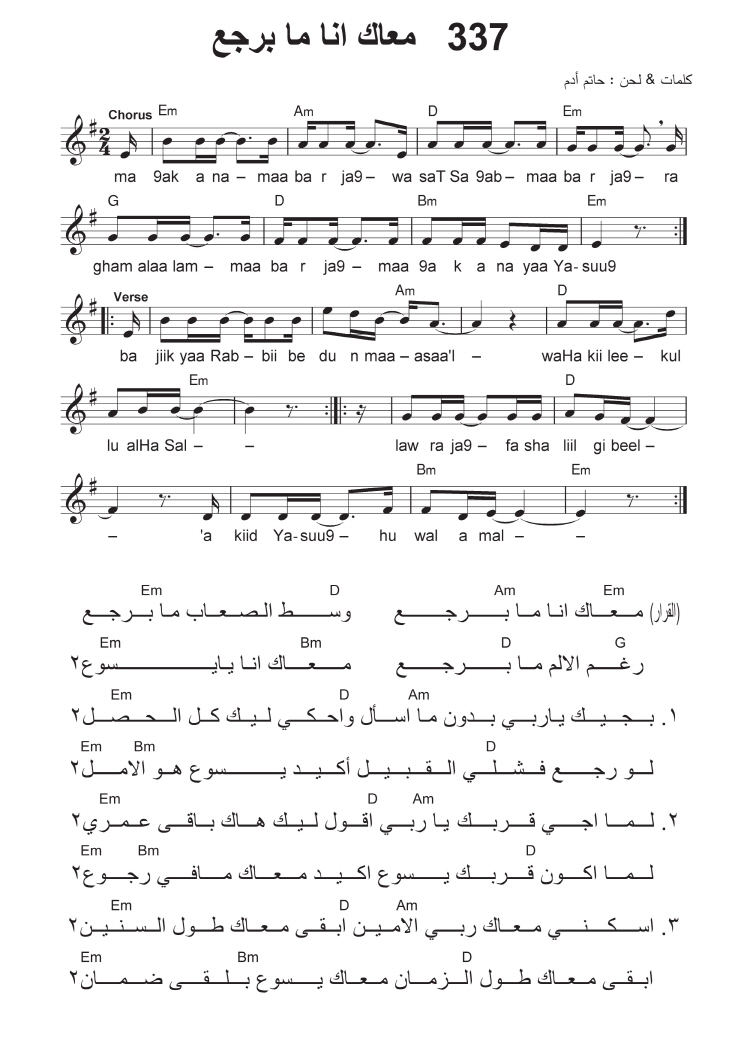 337 معاك انا ما برجع
كلمات & لحن : حاتم أدم
Chorus Em Am D Em
ma 9ak a na – maa ba r ja9 – wa saT Sa 9ab – maa ba r ja9 – ra
G D Bm Em
gham alaa lam – maa ba r ja9 – maa 9a k a na yaa Ya- suu9
Verse Am D
ba jiik yaa Rab – bii be du n maa – asaa'l – waHa kii lee – kul
Em D
lu alHa Sal – – law ra ja9 – fa sha liil gi beel –
Bm Em
– 'a kiid Ya- suu9 – hu wal a mal –
Em Am D Em
(القرار) معاك انا ما برجع وسط الصعاب ما برجع
G D Bm Em
رغم الالم ما برجع معاك انا يايسوع٢
Am D Em
١. بجيك ياربي بدون ما اسأل واحكي ليك كل الحصل٢
D Bm Em
لو رجع فشلي القبيل أكيد يسوع هو الامل٢
Am D Em
٢. لما اجي قربك يا ربي اقول ليك هاك باقى عمري٢
D Bm Em
لما اكون قربك يسوع اكيد معاك مافي رجوع٢
Am D Em
٣. اسكني معاك ربي الامين ابقى معاك طول السنين٢
D Bm Em
ابقى معاك طول الزمان معاك يسوع بلقى ضمان٢